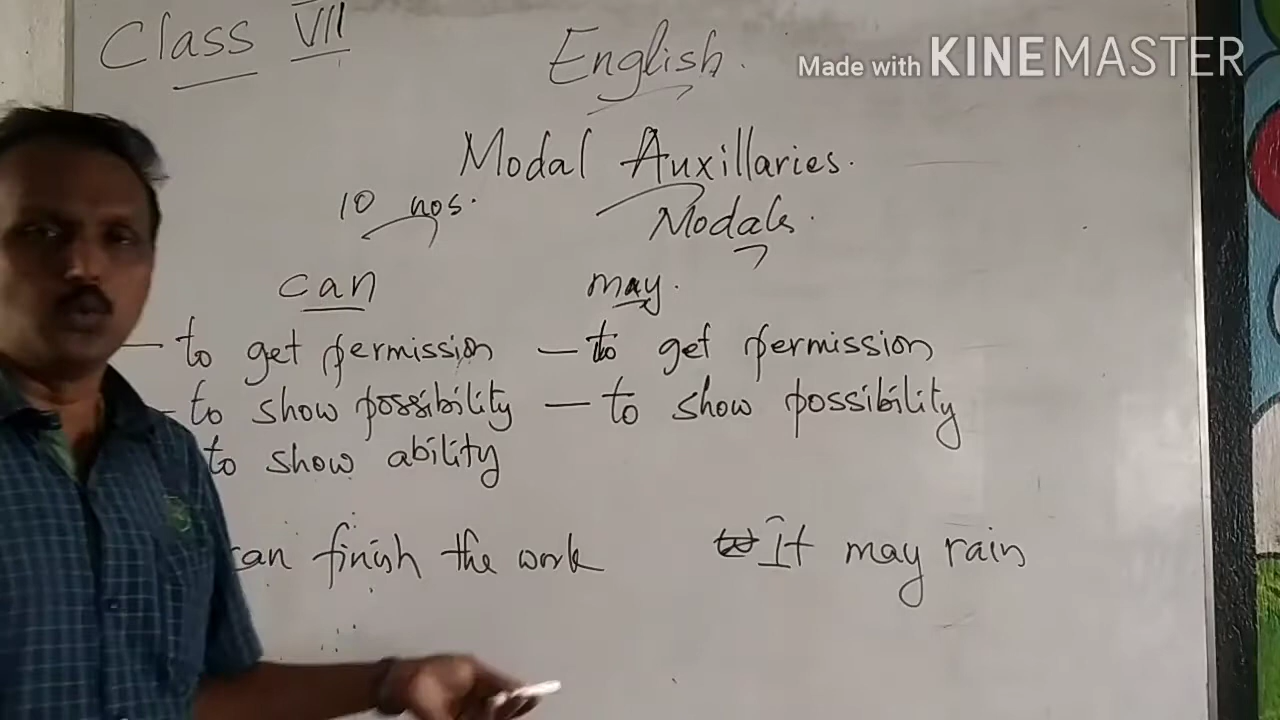 Class VII
English.
Made with KINEMASTER
Modal Auxillaries.
10 nos.
Modals.
can
may.
— to get permission
— to get permission
— to show possibility
— to show possibility
to show ability
can finish the work
It may rain